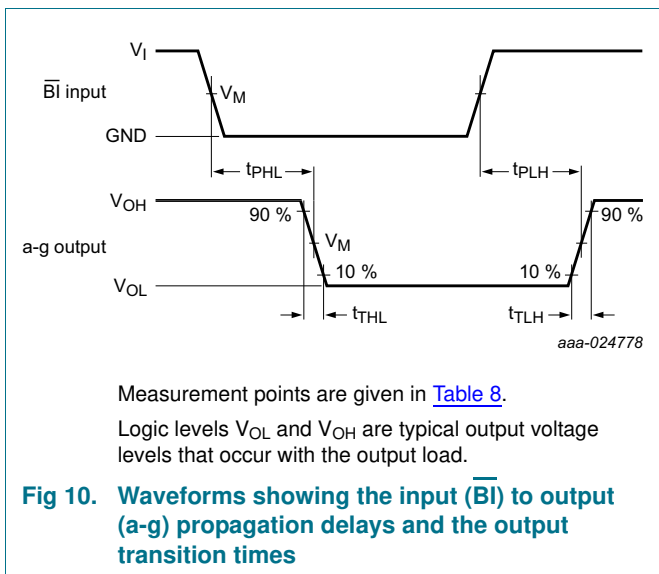 V_I
BI input
V_M
GND
t_PHL
t_PLH
V_OH
90 %
90 %
a-g output
V_M
10 %
10 %
V_OL
t_THL
t_TLH
aaa-024778
Measurement points are given in Table 8.
Logic levels V_OL and V_OH are typical output voltage
levels that occur with the output load.
Fig 10. Waveforms showing the input (B̅I̅) to output
(a-g) propagation delays and the output
transition times